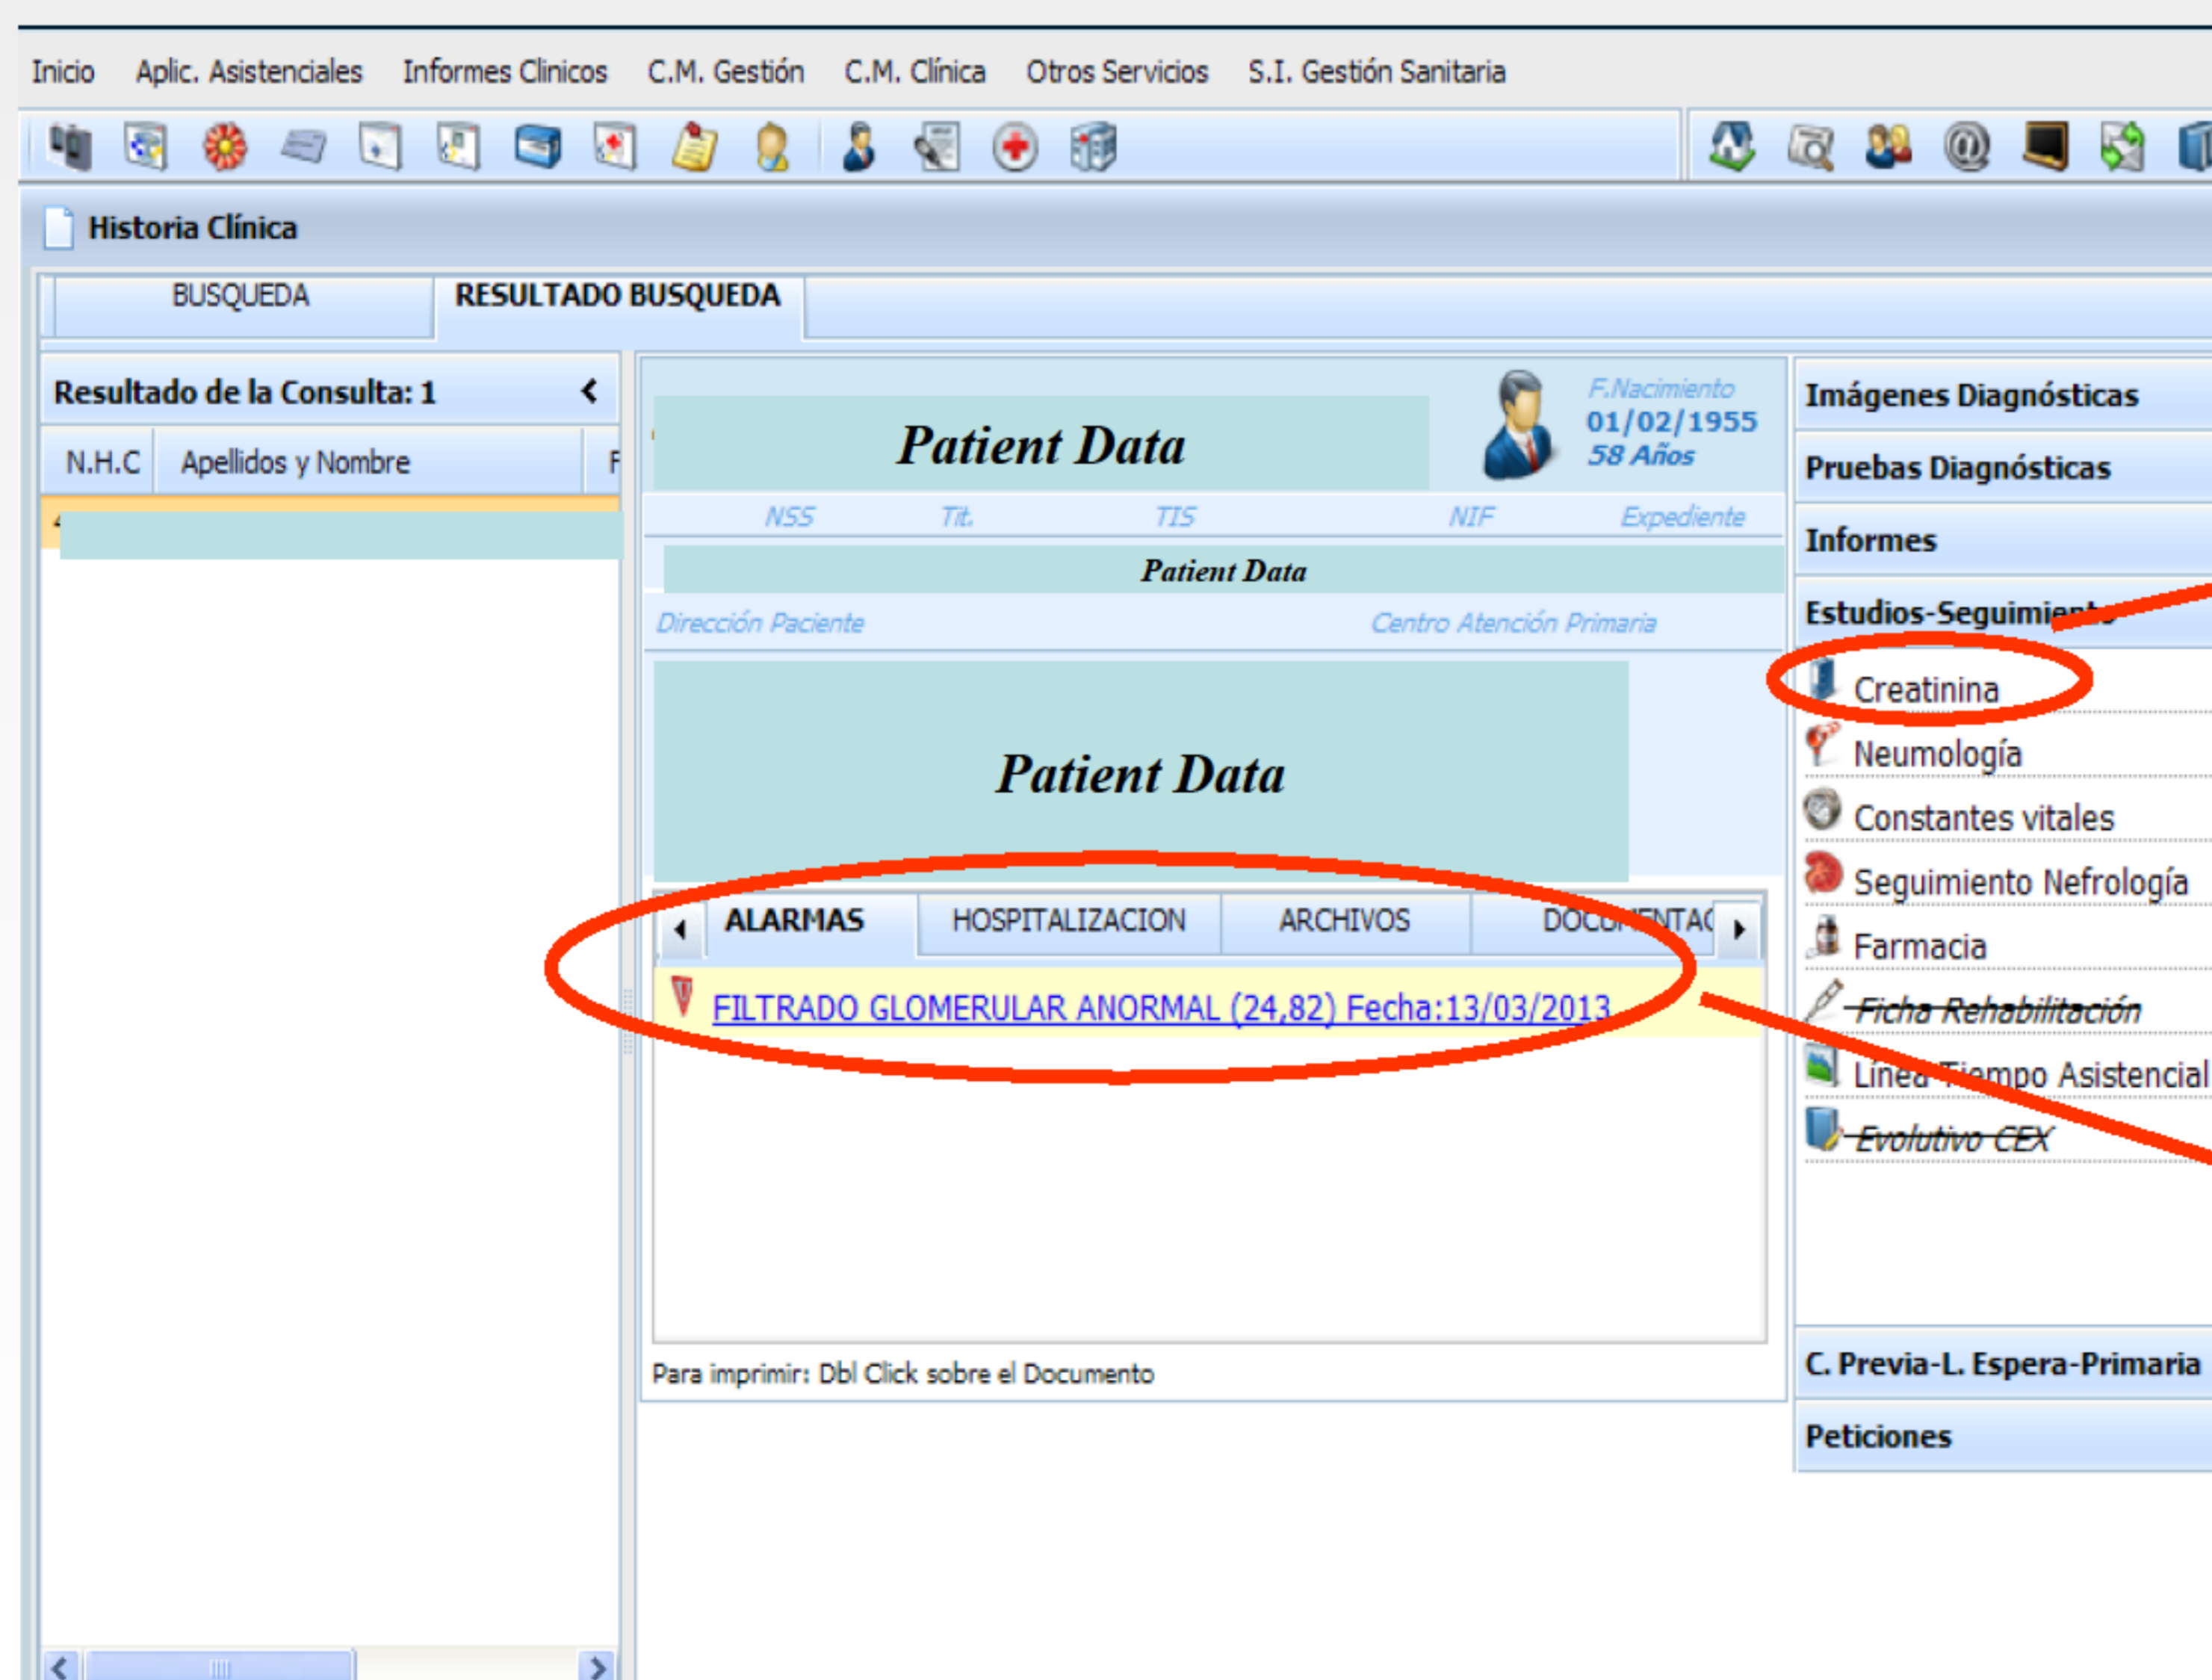 Inicio Aplic. Asistenciales Informes Clinicos C.M. Gestión C.M. Clínica Otros Servicios S.I. Gestión Sanitaria
Historia Clínica
BUSQUEDA RESULTADO BUSQUEDA
Resultado de la Consulta: 1
N.H.C Apellidos y Nombre F
Patient Data
F.Nacimiento
01/02/1955
58 Años
NSS Tit. TIS NIF Expediente
Patient Data
Dirección Paciente Centro Atención Primaria
Patient Data
ALARMAS HOSPITALIZACION ARCHIVOS DOCUMENTAC
FILTRADO GLOMERULAR ANORMAL (24,82) Fecha:13/03/2013
Para imprimir: Dbl Click sobre el Documento
Imágenes Diagnósticas
Pruebas Diagnósticas
Informes
Estudios-Seguimiento
Creatinina
Neumología
Constantes vitales
Seguimiento Nefrología
Farmacia
Ficha Rehabilitación
Línea Tiempo Asistencial
Evolutivo CEX
C. Previa-L. Espera-Primaria
Peticiones